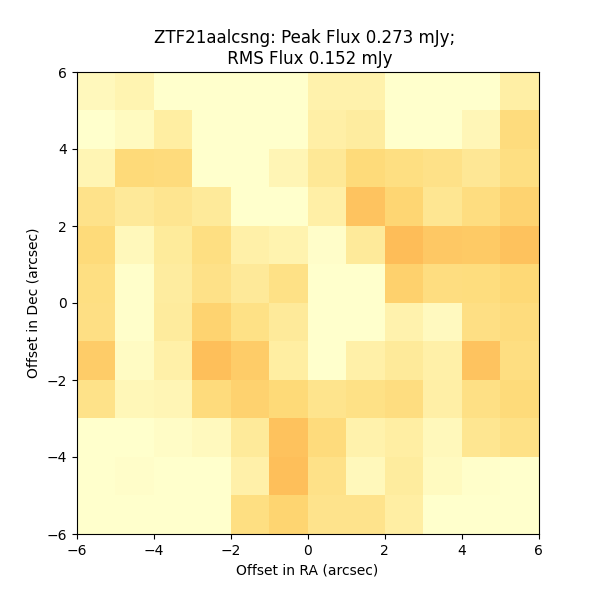 ZTF21aalcsng: Peak Flux 0.273 mJy;
RMS Flux 0.152 mJy
6
4
2
0
−2
−4
−6
Offset in Dec (arcsec)
−6 −4 −2 0 2 4 6
Offset in RA (arcsec)